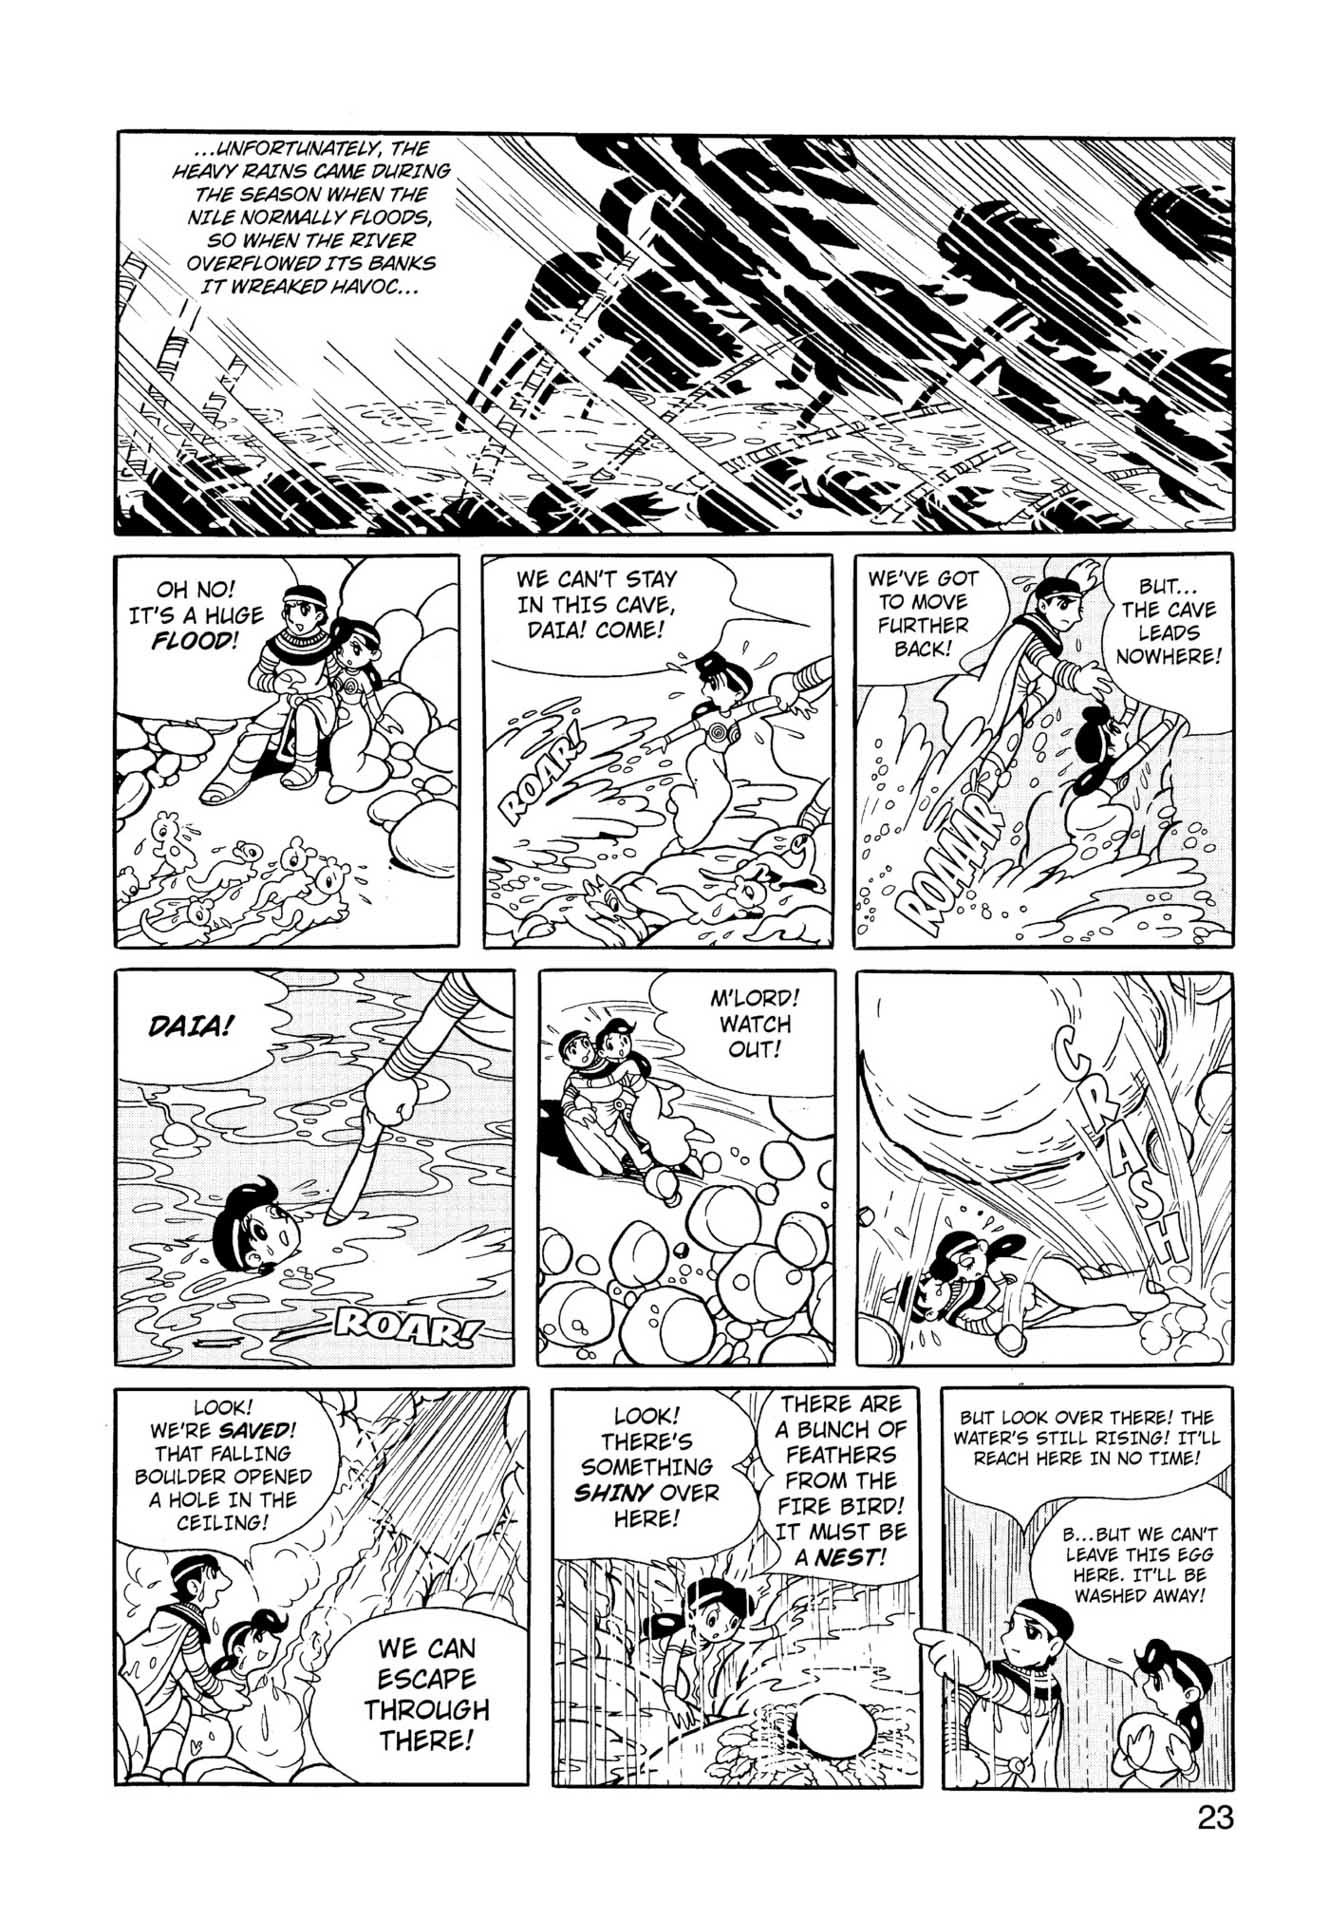 ...UNFORTUNATELY, THE
HEAVY RAINS CAME DURING
THE SEASON WHEN THE
NILE NORMALLY FLOODS,
SO WHEN THE RIVER
OVERFLOWED ITS BANKS
IT WREAKED HAVOC...
OH NO!
IT'S A HUGE
FLOOD!
WE CAN'T STAY
IN THIS CAVE,
DAIA! COME!
ROAR!
WE'VE GOT
TO MOVE
FURTHER
BACK!
BUT...
THE CAVE
LEADS
NOWHERE!
ROAAAR
DAIA!
ROAR!
M'LORD!
WATCH
OUT!
CRASH
LOOK!
WE'RE SAVED!
THAT FALLING
BOULDER OPENED
A HOLE IN THE
CEILING!
WE CAN
ESCAPE
THROUGH
THERE!
LOOK!
THERE'S
SOMETHING
SHINY OVER
HERE!
THERE ARE
A BUNCH OF
FEATHERS
FROM THE
FIRE BIRD!
IT MUST BE
A NEST!
BUT LOOK OVER THERE! THE
WATER'S STILL RISING! IT'LL
REACH HERE IN NO TIME!
B...BUT WE CAN'T
LEAVE THIS EGG
HERE. IT'LL BE
WASHED AWAY!
23